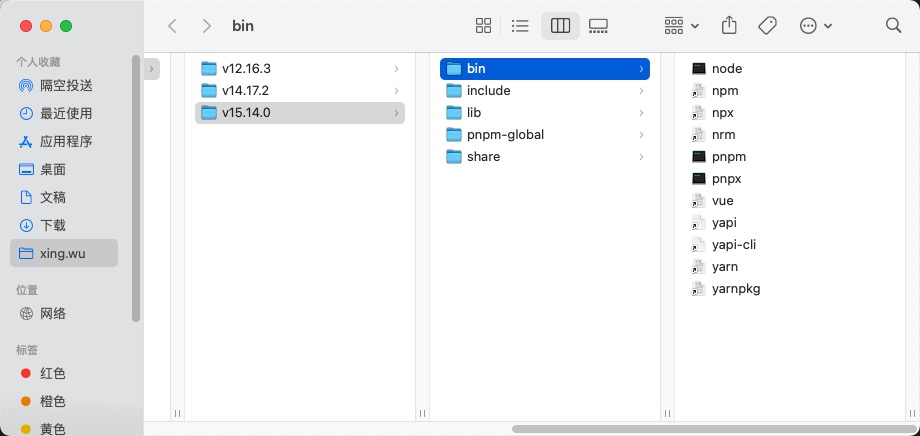 bin
个人收藏
隔空投送
最近使用
应用程序
桌面
文稿
下载
xing.wu
位置
网络
标签
红色
橙色
黄色
v12.16.3
v14.17.2
v15.14.0
bin
include
lib
pnpm-global
share
node
npm
npx
nrm
pnpm
pnpx
vue
yapi
yapi-cli
yarn
yarnpkg